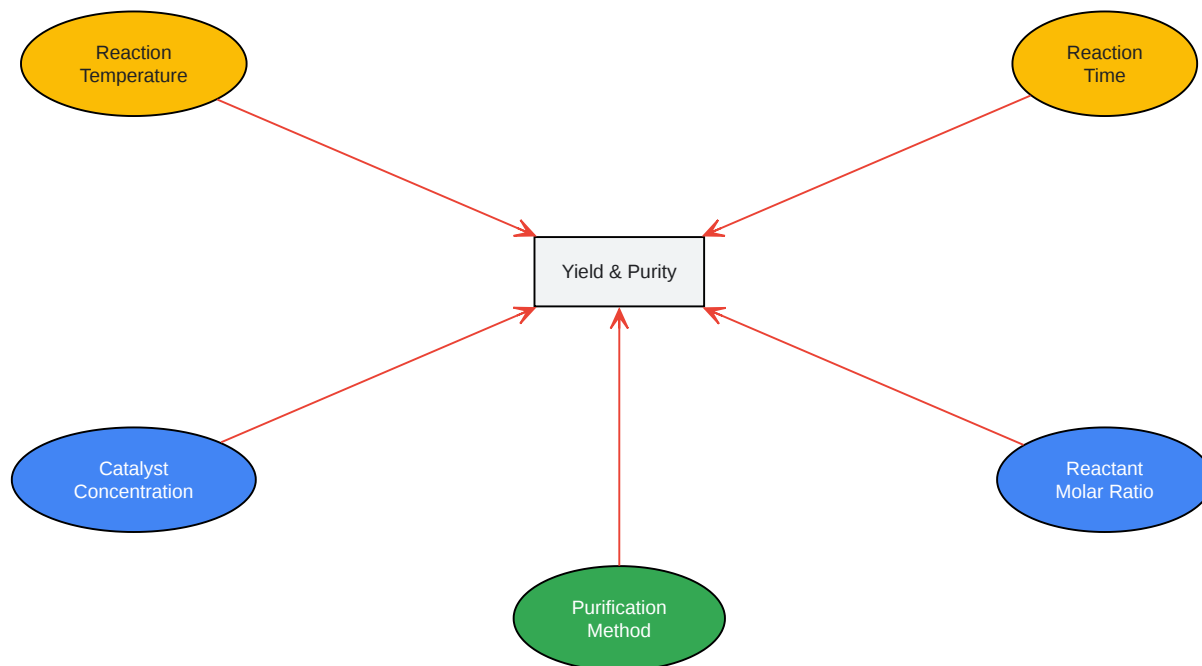 Reaction
Temperature
Reaction
Time
Yield & Purity
Catalyst
Concentration
Reactant
Molar Ratio
Purification
Method